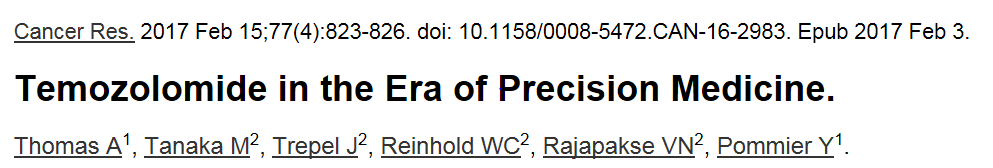 Cancer Res. 2017 Feb 15;77(4):823-826. doi: 10.1158/0008-5472.CAN-16-2983. Epub 2017 Feb 3.
Temozolomide in the Era of Precision Medicine.
Thomas A1, Tanaka M2, Trepel J2, Reinhold WC2, Rajapakse VN2, Pommier Y1.